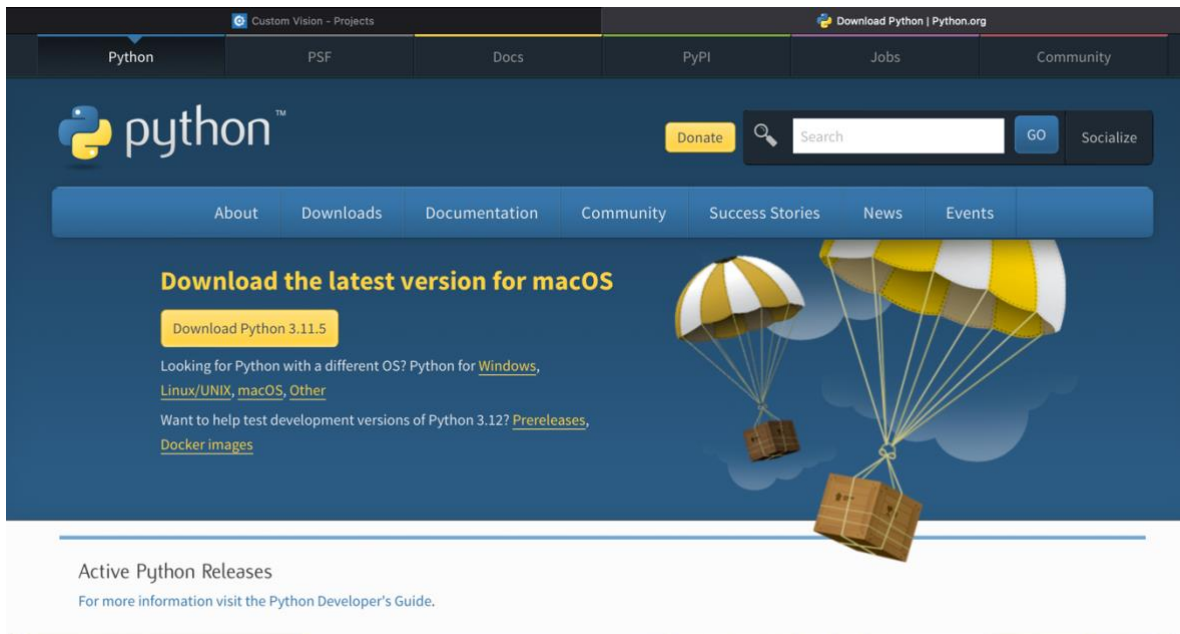 Custom Vision - Projects
Download Python | Python.org
Python
PSF
Docs
PyPI
Jobs
Community
python™
Donate
Search
GO
Socialize
About
Downloads
Documentation
Community
Success Stories
News
Events
Download the latest version for macOS
Download Python 3.11.5
Looking for Python with a different OS? Python for Windows,
Linux/UNIX, macOS, Other
Want to help test development versions of Python 3.12? Prereleases,
Docker images
Active Python Releases
For more information visit the Python Developer's Guide.